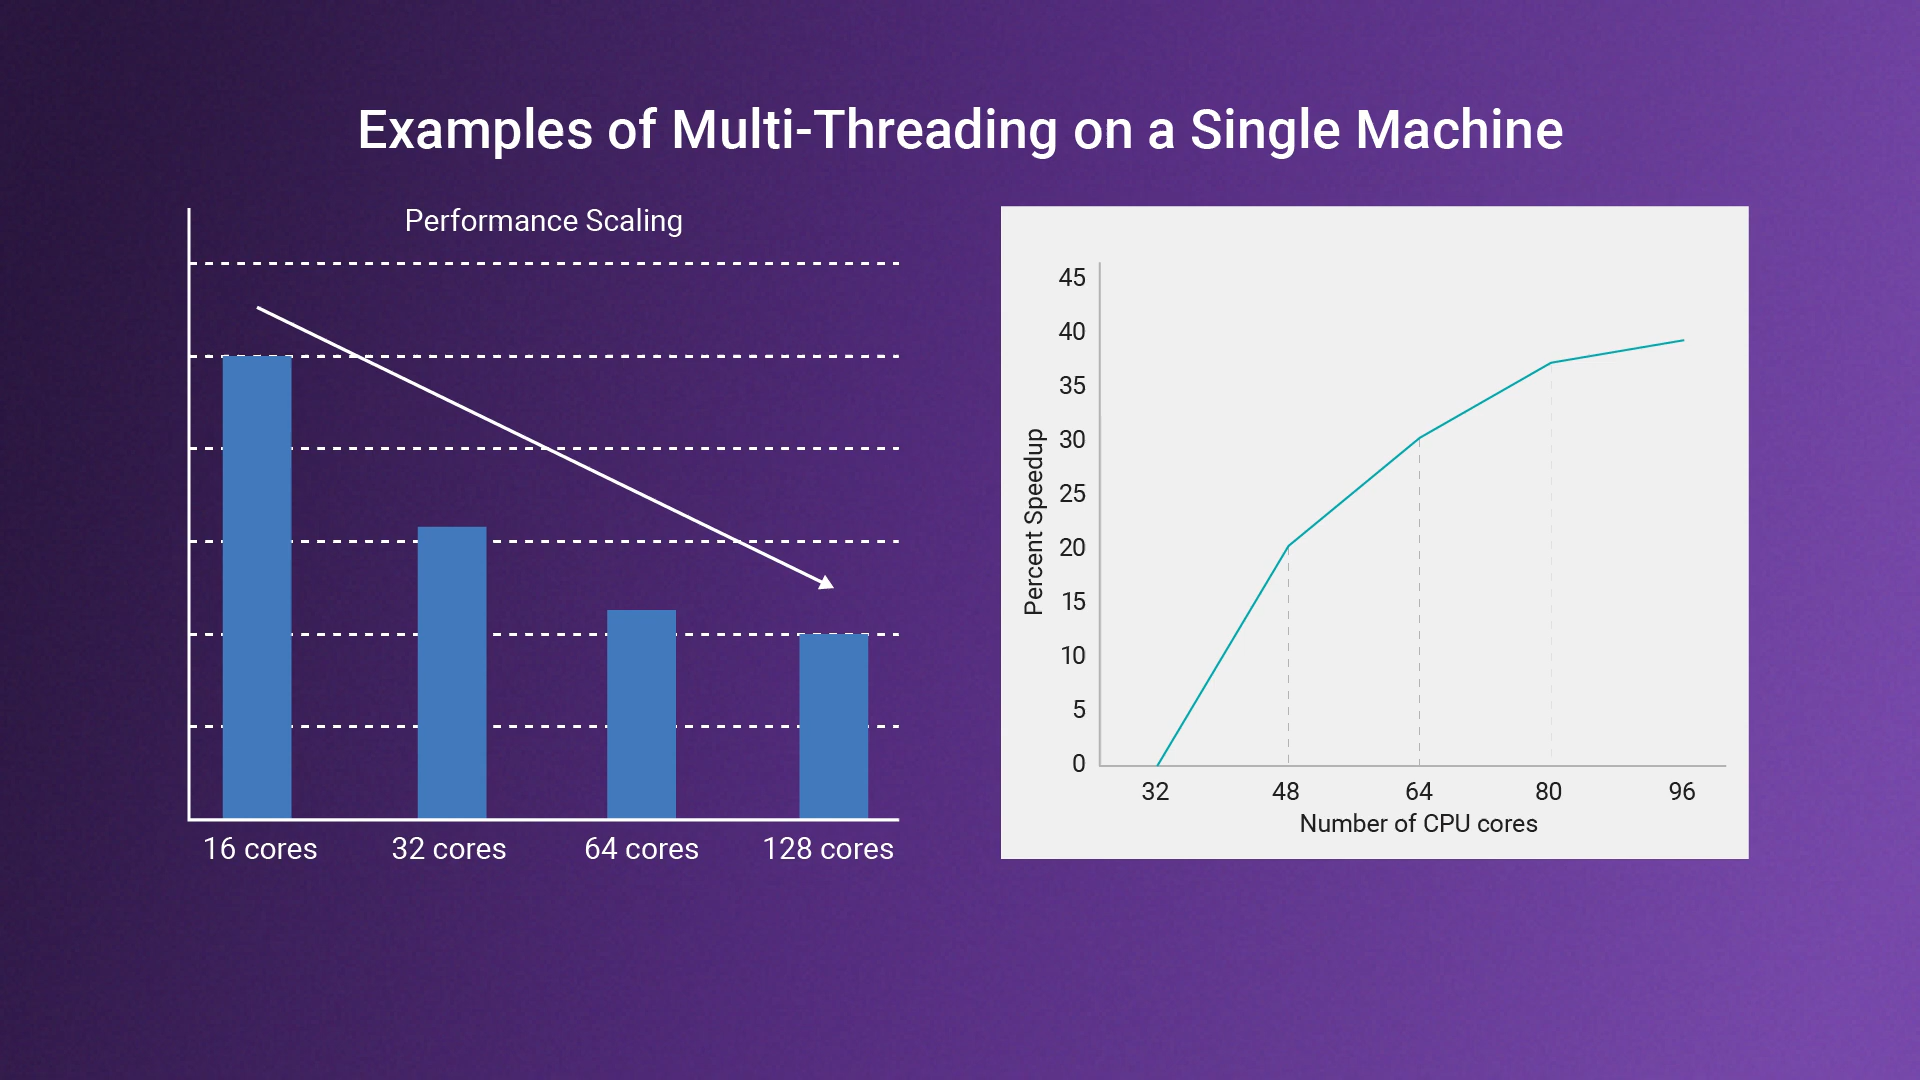 Examples of Multi-Threading on a Single Machine
Performance Scaling
16 cores
32 cores
64 cores
128 cores
Percent Speedup
45
40
35
30
25
20
15
10
5
0
32
48
64
80
96
Number of CPU cores